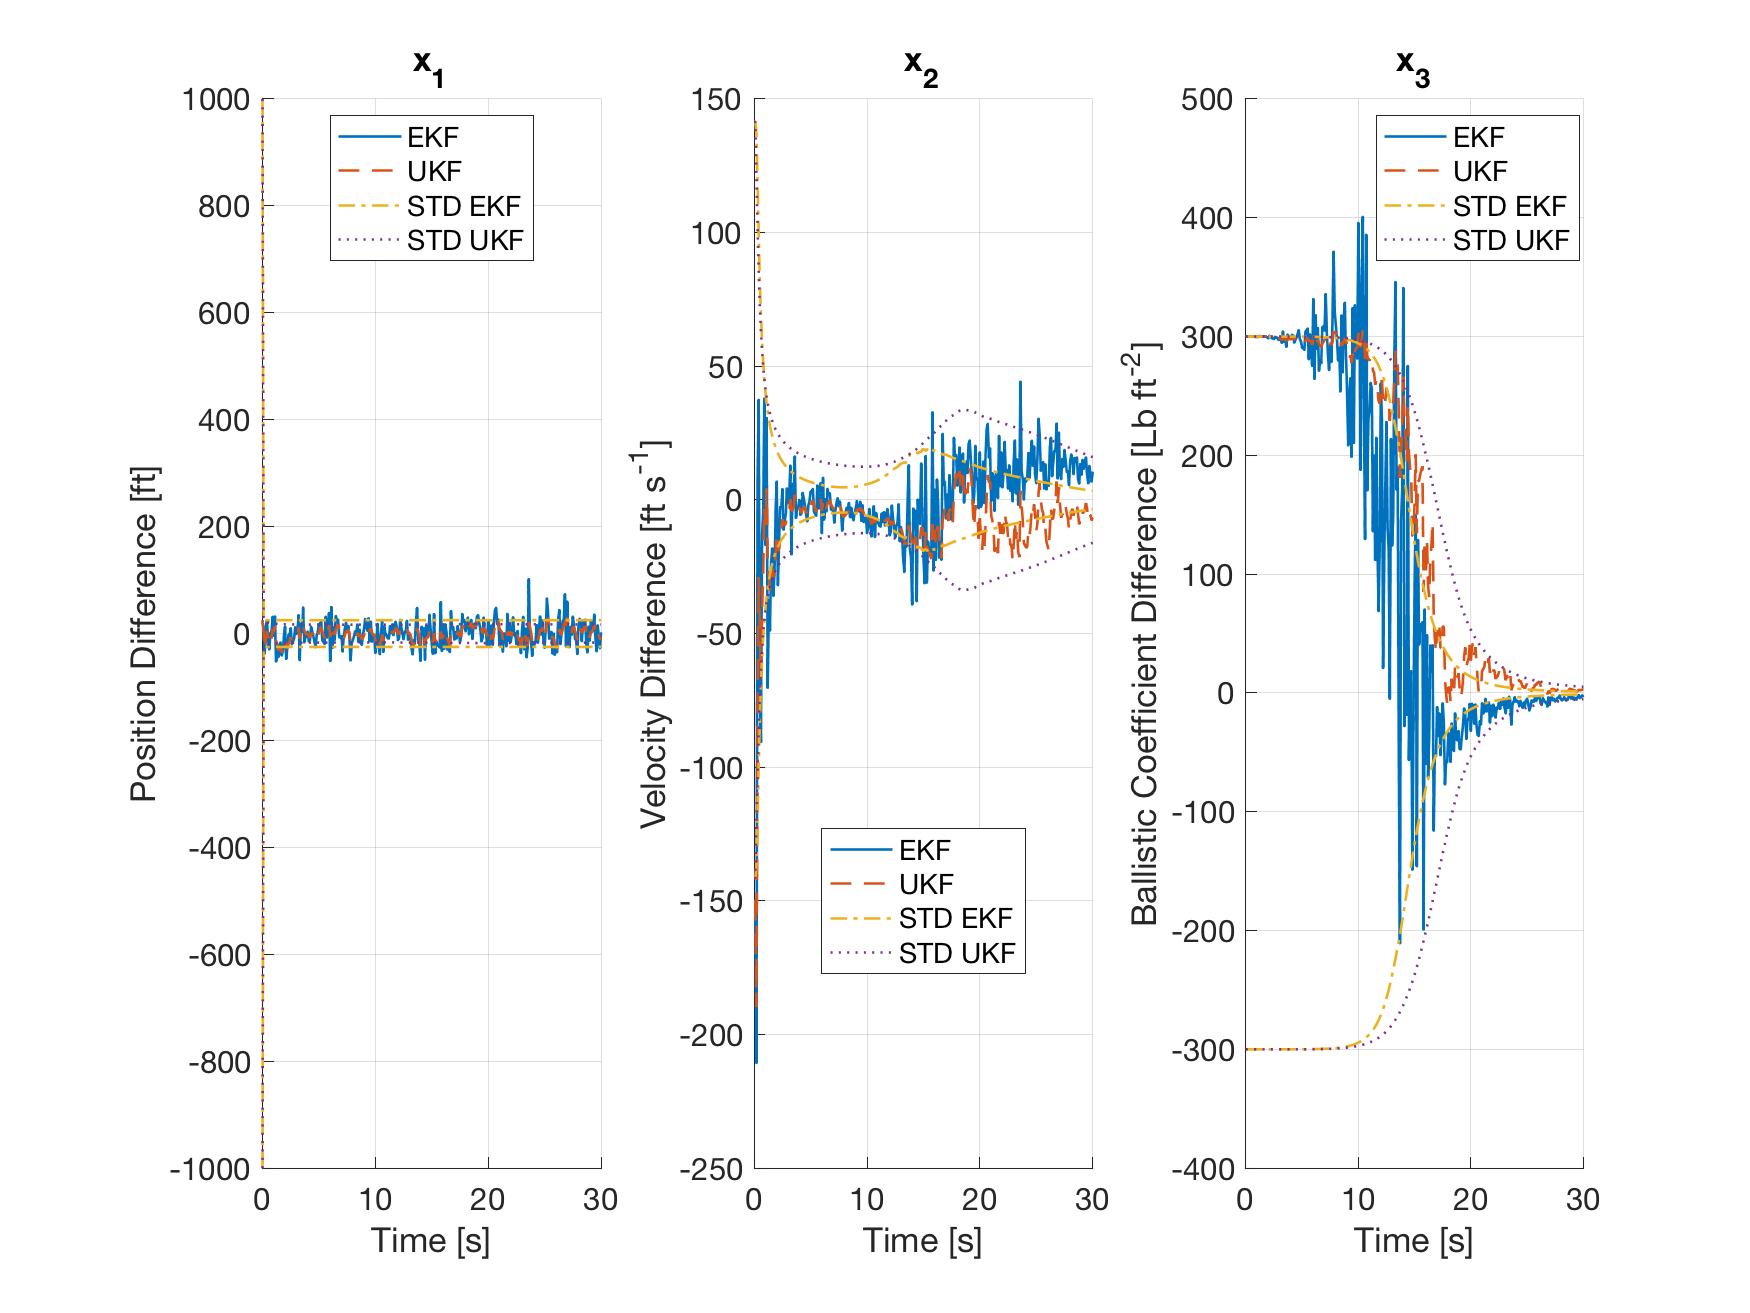 x1
1000
800
600
400
200
0
-200
-400
-600
-800
-1000
0 10 20 30
Position Difference [ft]
Time [s]
EKF
UKF
STD EKF
STD UKF
x2
150
100
50
0
-50
-100
-150
-200
-250
0 10 20 30
Velocity Difference [ft s-1]
Time [s]
EKF
UKF
STD EKF
STD UKF
x3
500
400
300
200
100
0
-100
-200
-300
-400
0 10 20 30
Ballistic Coefficient Difference [Lb ft-2]
Time [s]
EKF
UKF
STD EKF
STD UKF